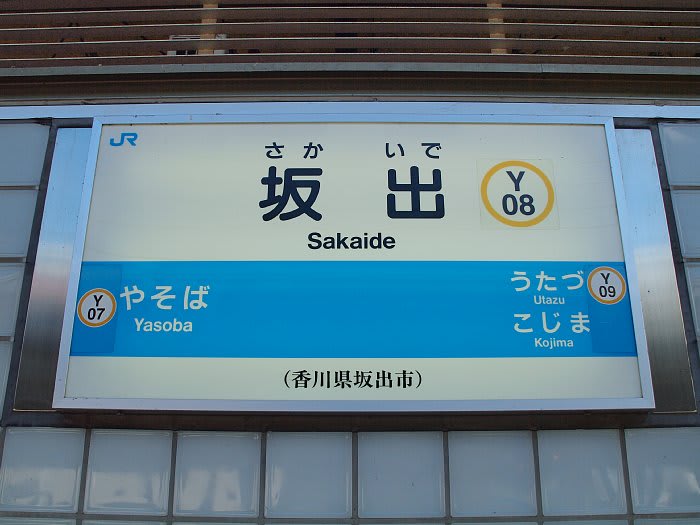 JR
さか いで
坂 出
Y
08
Sakaide
Y
07
やそば
Yasoba
うたづ
Utazu
こじま
Kojima
Y
09
（香川県坂出市）